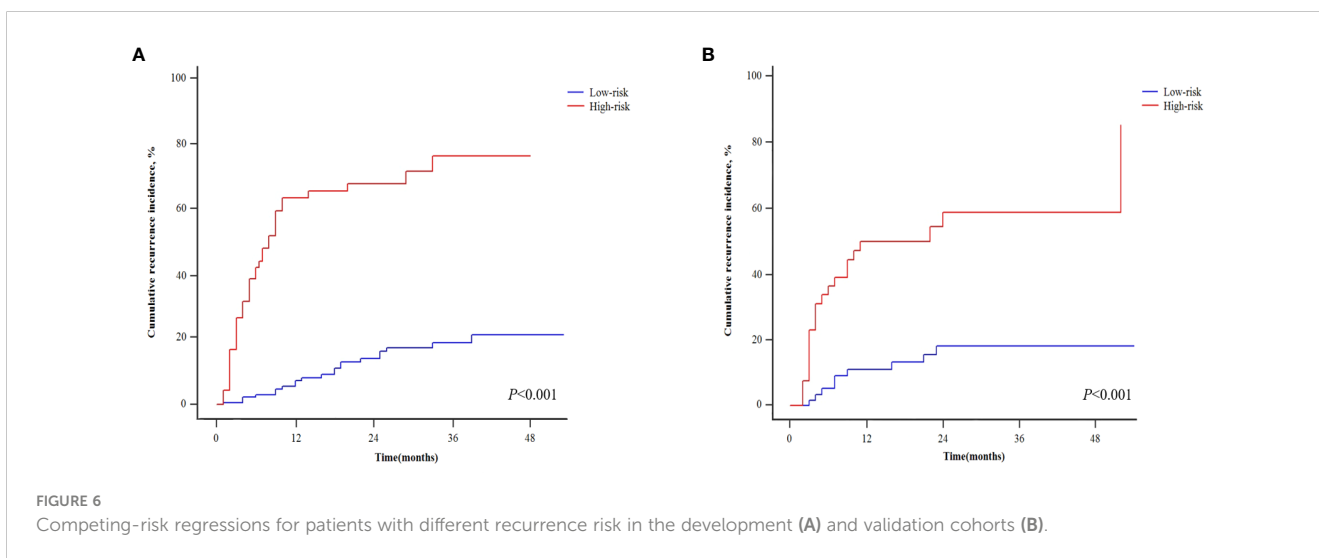 A
Cumulative recurrence incidence, %
100
80
60
40
20
0
Low-risk
High-risk
P<0.001
0 12 24 36 48
Time(months)
B
Cumulative recurrence incidence, %
100
80
60
40
20
0
Low-risk
High-risk
P<0.001
0 12 24 36 48
Time(months)
FIGURE 6
Competing-risk regressions for patients with different recurrence risk in the development (A) and validation cohorts (B).